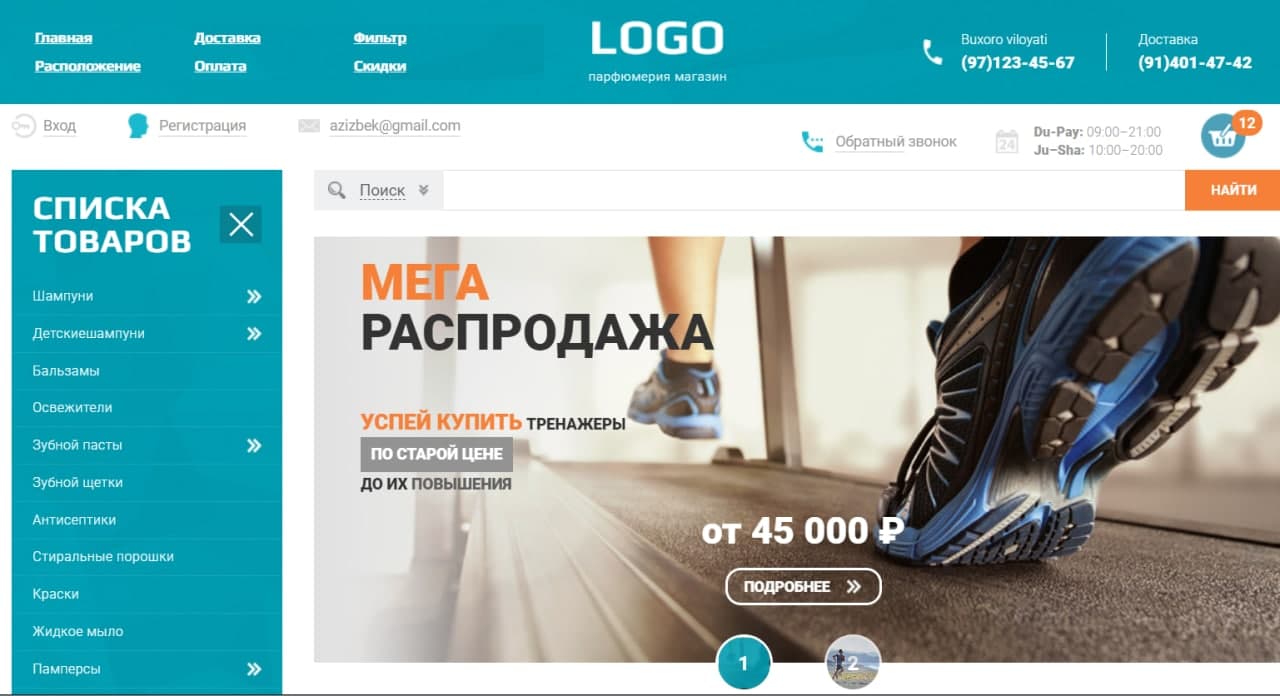 Главная
Доставка
Фильтр
Расположение
Оплата
Скидки
LOGO
парфюмерия магазин
Buxoro viloyati
(97)123-45-67
Доставка
(91)401-47-42
Вход
Регистрация
azizbek@gmail.com
Обратный звонок
24
Du-Pay: 09:00–21:00
Ju–Sha: 10:00–20:00
12
СПИСКА
ТОВАРОВ
Поиск
НАЙТИ
Шампуни
Детскиешампуни
Бальзамы
Освежители
Зубной пасты
Зубной щетки
Антисептики
Стиральные порошки
Краски
Жидкое мыло
Памперсы
МЕГА
РАСПРОДАЖА
УСПЕЙ КУПИТЬ ТРЕНАЖЕРЫ
ПО СТАРОЙ ЦЕНЕ
ДО ИХ ПОВЫШЕНИЯ
от 45 000 ₽
ПОДРОБНЕЕ
1
2